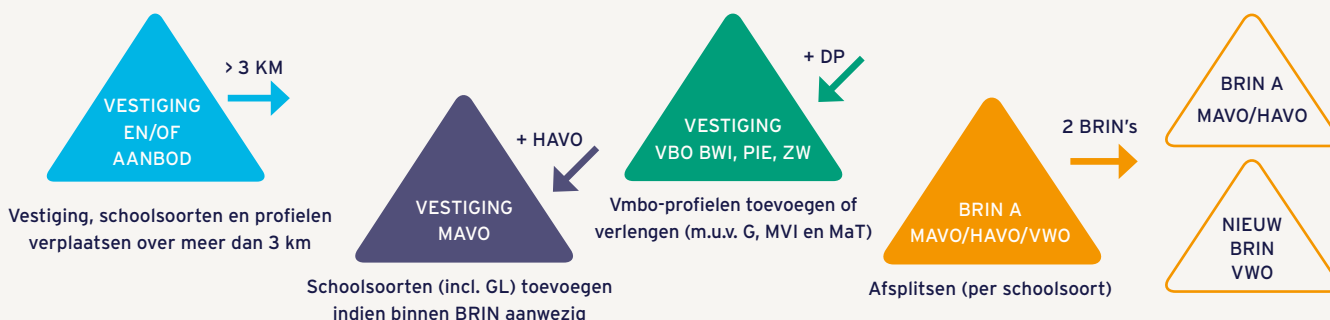 VESTIGING
EN/OF
AANBOD
> 3 KM
Vestiging, schoolsoorten en profielen
verplaatsen over meer dan 3 km
VESTIGING
MAVO
+ HAVO
Schoolsoorten (incl. GL) toevoegen
indien binnen BRIN aanwezig
VESTIGING
VBO BWI, PIE, ZW
+ DP
Vmbo-profielen toevoegen of
verlengen (m.u.v. G, MVI en MaT)
BRIN A
MAVO/HAVO/VWO
2 BRIN's
Afsplitsen (per schoolsoort)
BRIN A
MAVO/HAVO
NIEUW
BRIN
VWO